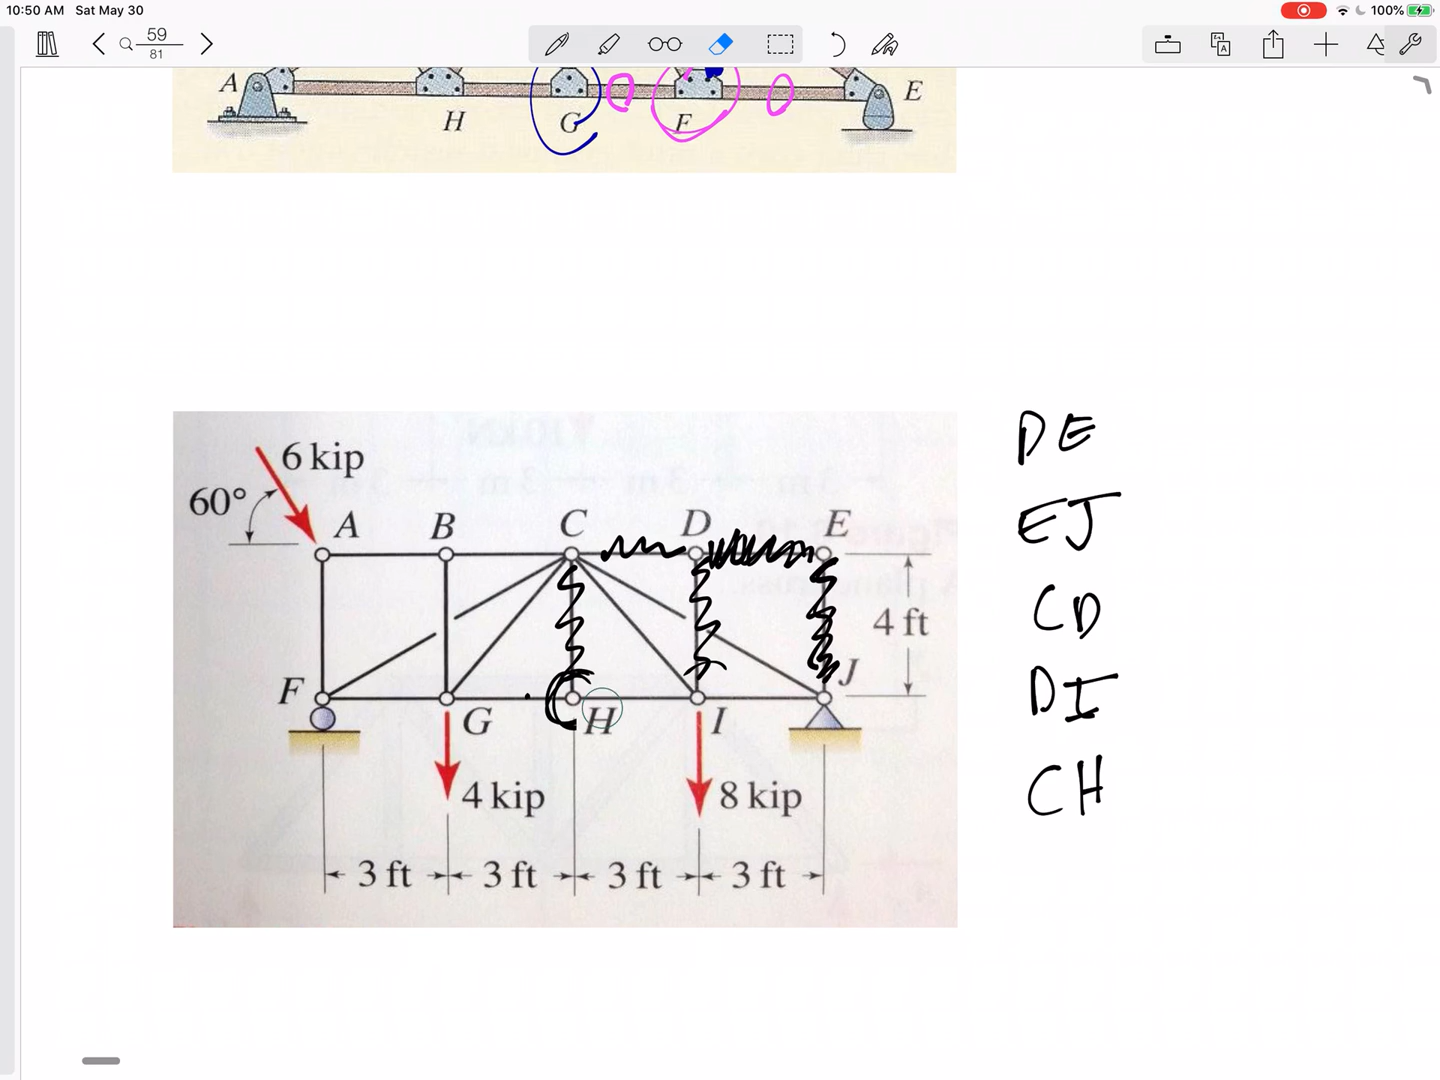 10:50 AM Sat May 30
100%
59
81
A
E
H
G
F
6 kip
60°
A
B
C
D
E
4 ft
F
J
G
H
I
4 kip
8 kip
3 ft
3 ft
3 ft
3 ft
DE
EJ
CD
DI
CH